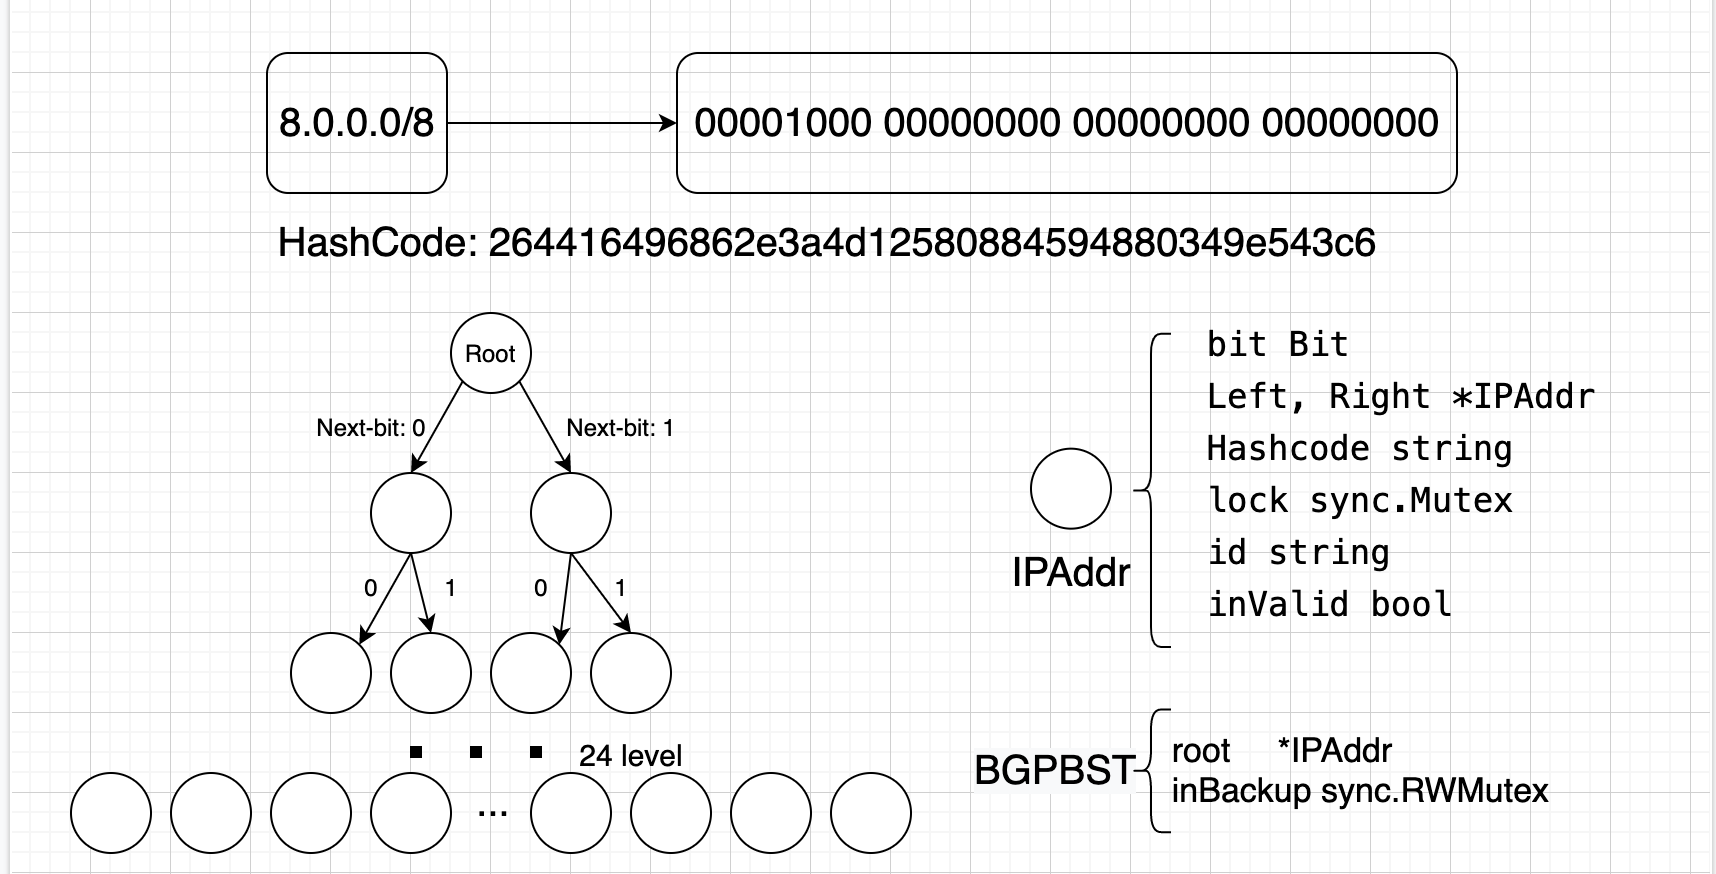 8.0.0.0/8
00001000 00000000 00000000 00000000
HashCode: 264416496862e3a4d12580884594880349e543c6
Root
Next-bit: 0
Next-bit: 1
0
1
0
1
24 level
...
IPAddr
bit Bit
Left, Right *IPAddr
Hashcode string
lock sync.Mutex
id string
inValid bool
BGPBST
root *IPAddr
inBackup sync.RWMutex